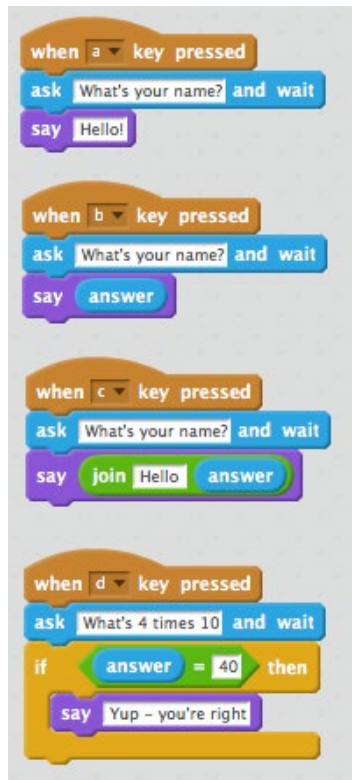 when a key pressed
ask What's your name? and wait
say Hello!
when b key pressed
ask What's your name? and wait
say answer
when c key pressed
ask What's your name? and wait
say join Hello answer
when d key pressed
ask What's 4 times 10 and wait
if answer = 40 then
say Yup – you're right